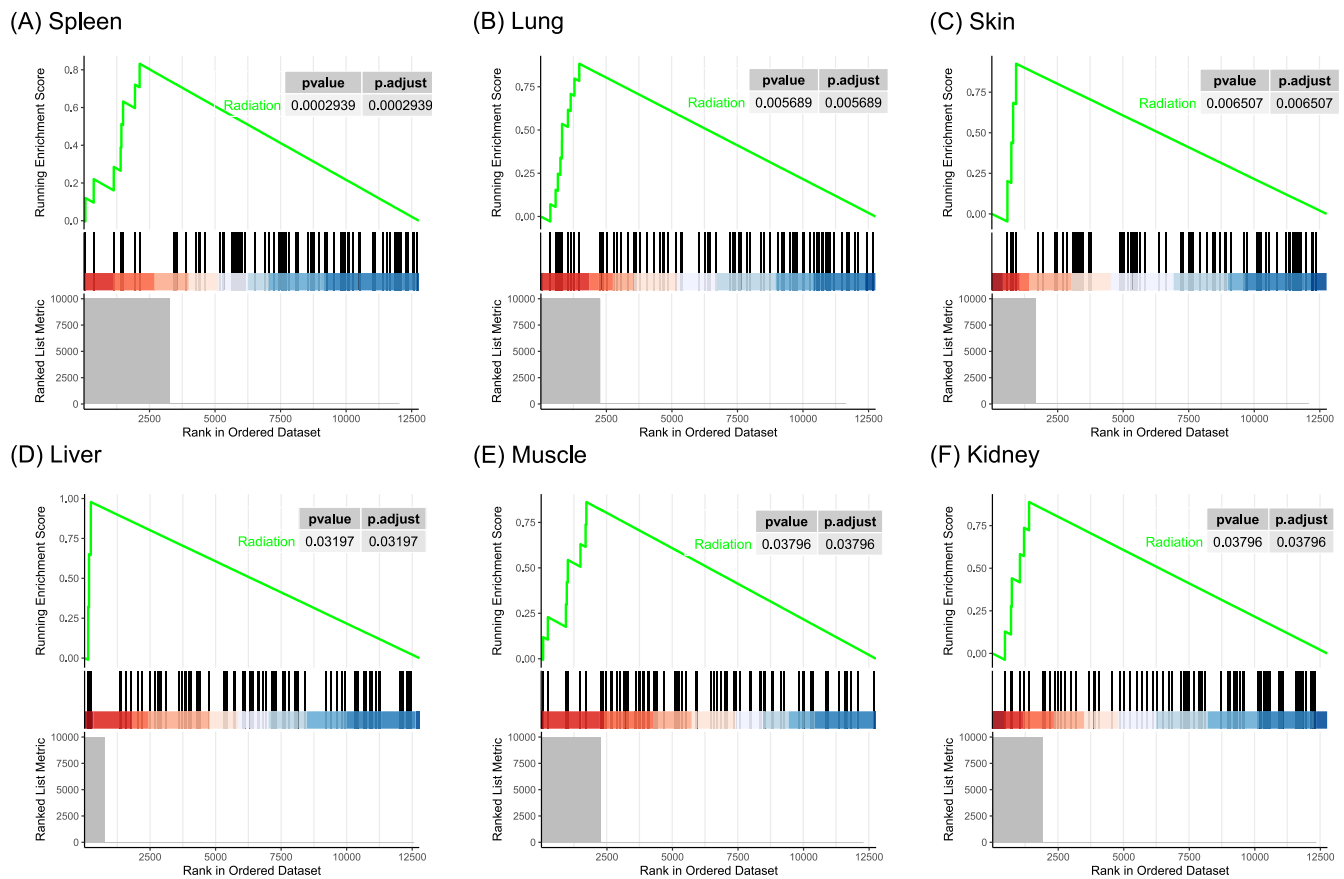 (A) Spleen
Running Enrichment Score
0.8
0.6
0.4
0.2
0.0
pvalue p.adjust
Radiation 0.0002939 0.0002939
Ranked List Metric
10000
7500
5000
2500
0
2500 5000 7500 10000 12500
Rank in Ordered Dataset
(B) Lung
Running Enrichment Score
0.75
0.50
0.25
0.00
pvalue p.adjust
Radiation 0.005689 0.005689
Ranked List Metric
10000
7500
5000
2500
0
2500 5000 7500 10000 12500
Rank in Ordered Dataset
(C) Skin
Running Enrichment Score
0.75
0.50
0.25
0.00
pvalue p.adjust
Radiation 0.006507 0.006507
Ranked List Metric
10000
7500
5000
2500
0
2500 5000 7500 10000 12500
Rank in Ordered Dataset
(D) Liver
Running Enrichment Score
1.00
0.75
0.50
0.25
0.00
pvalue p.adjust
Radiation 0.03197 0.03197
Ranked List Metric
10000
7500
5000
2500
0
2500 5000 7500 10000 12500
Rank in Ordered Dataset
(E) Muscle
Running Enrichment Score
0.75
0.50
0.25
0.00
pvalue p.adjust
Radiation 0.03796 0.03796
Ranked List Metric
10000
7500
5000
2500
0
2500 5000 7500 10000 12500
Rank in Ordered Dataset
(F) Kidney
Running Enrichment Score
0.75
0.50
0.25
0.00
pvalue p.adjust
Radiation 0.03796 0.03796
Ranked List Metric
10000
7500
5000
2500
0
2500 5000 7500 10000 12500
Rank in Ordered Dataset